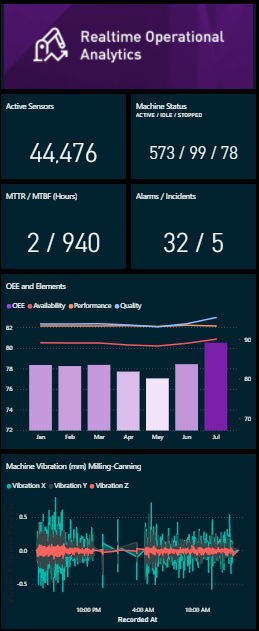 Realtime Operational
Analytics
Active Sensors
44,476
Machine Status
ACTIVE / IDLE / STOPPED
573 / 99 / 78
MTTR / MTBF (Hours)
2 / 940
Alarms / Incidents
32 / 5
OEE and Elements
OEE Availability Performance Quality
82
80
78
76
74
72
90
80
70
Jan Feb Mar Apr May Jun Jul
Machine Vibration (mm) Milling-Canning
Vibration X Vibration Y Vibration Z
0.5
0.0
-0.5
10:00 PM 4:00 AM 10:00 AM
Recorded At